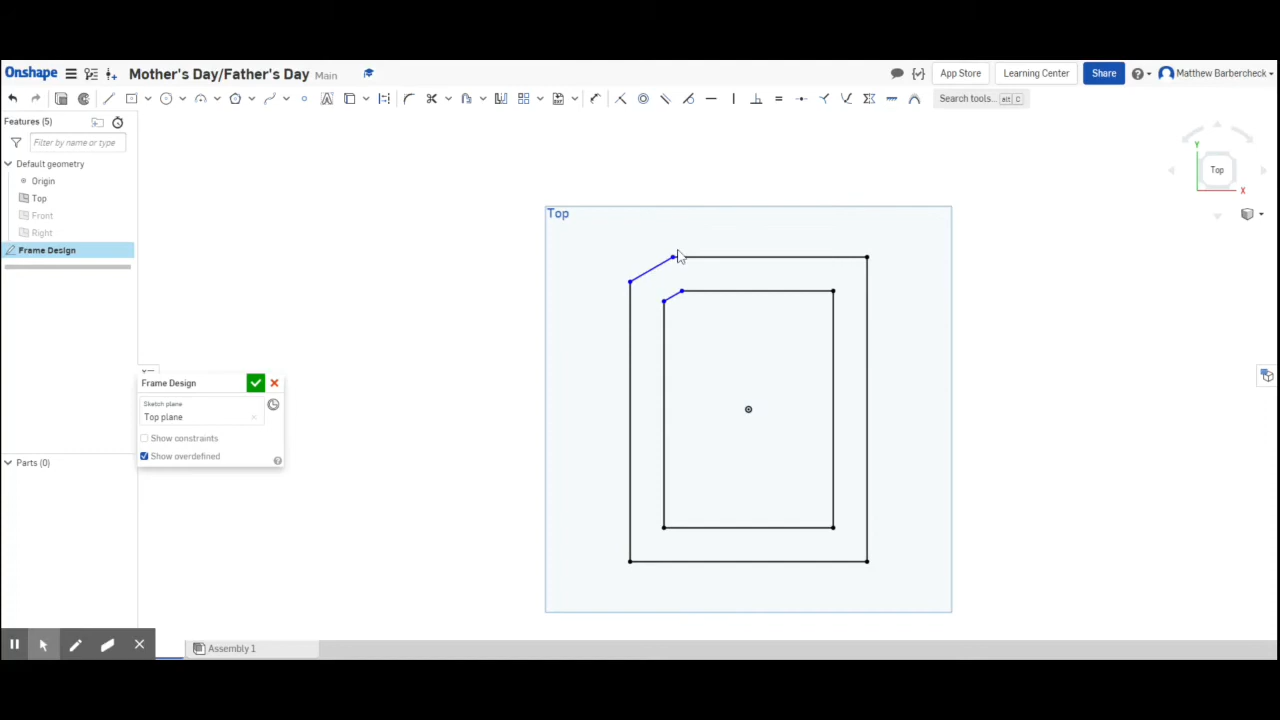 Onshape
Mother's Day/Father's Day Main
App Store
Learning Center
Share
Matthew Barbercheck
Search tools... alt C
Features (5)
Filter by name or type
Default geometry
Origin
Top
Front
Right
Frame Design
Top
Y
Top
X
Frame Design
Sketch plane
Top plane
Show constraints
Show overdefined
Parts (0)
Assembly 1